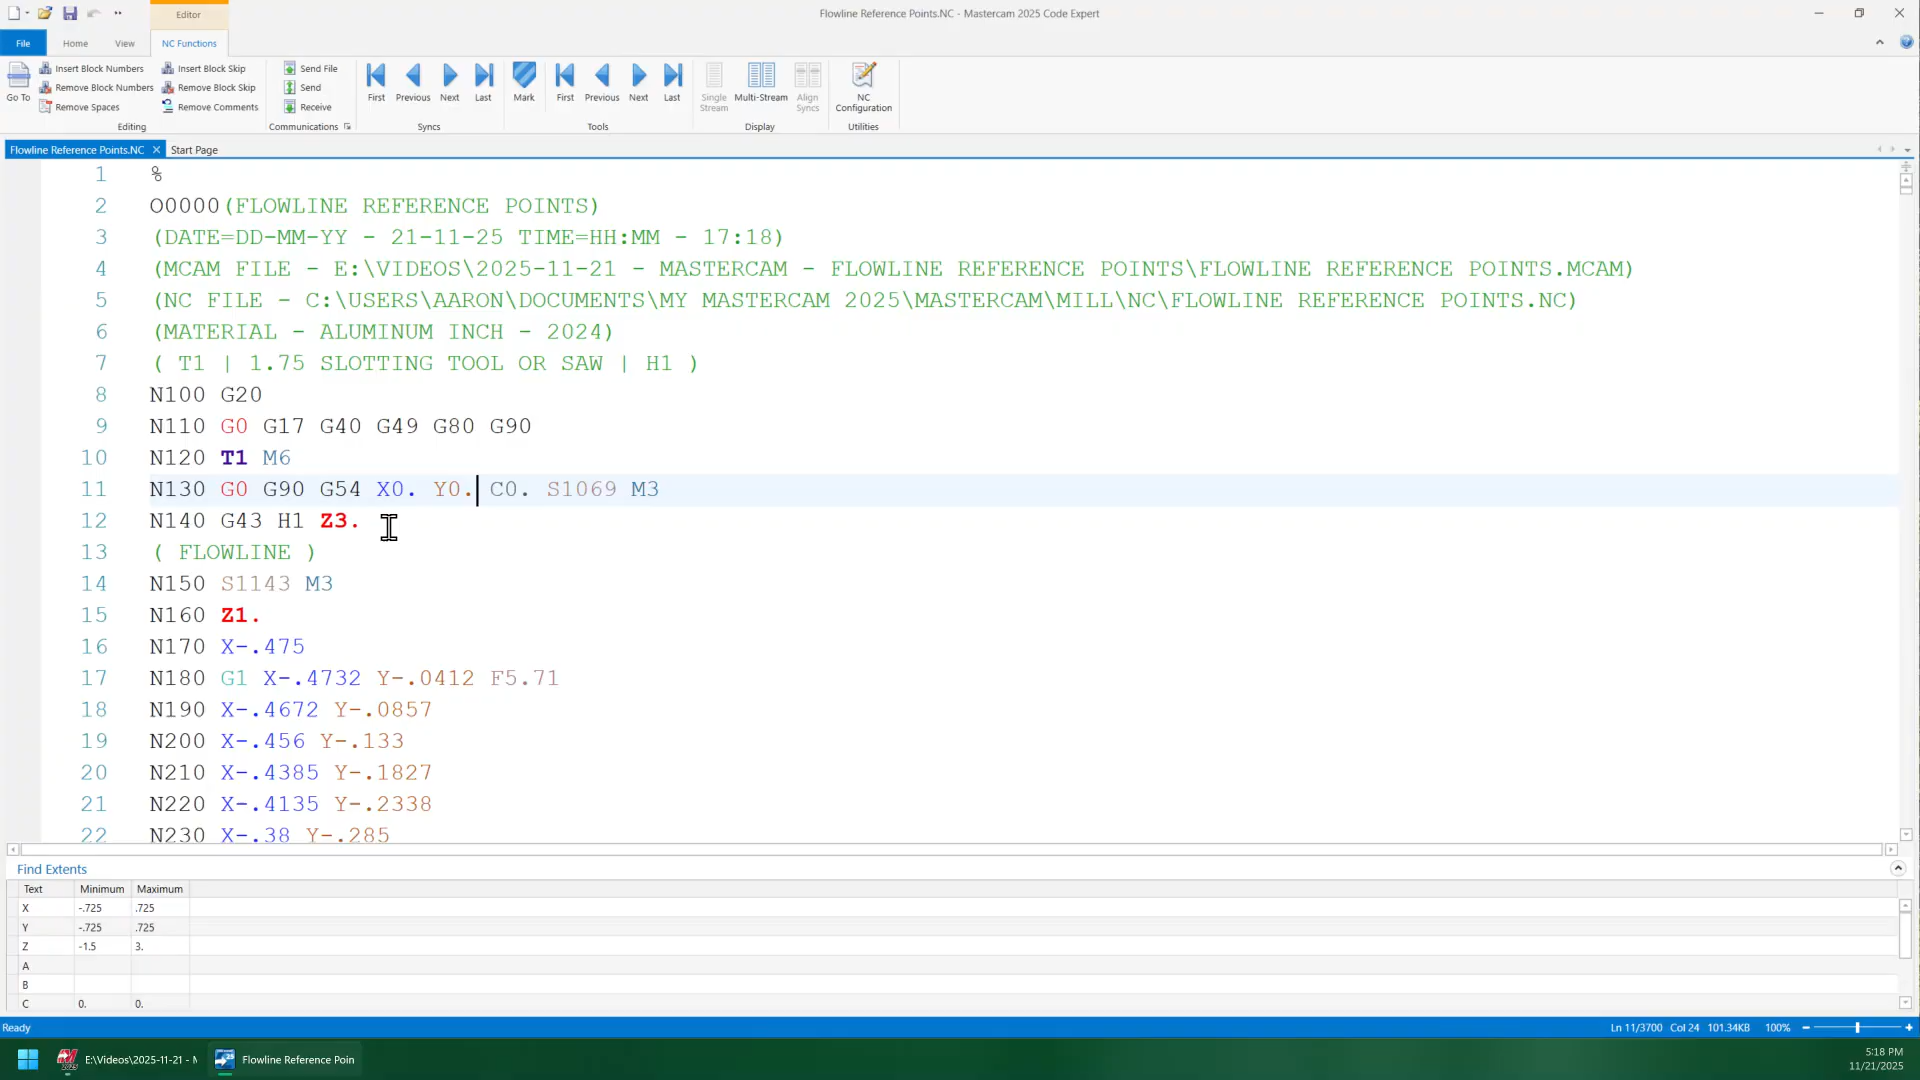 Editor
Flowline Reference Points.NC - Mastercam 2025 Code Expert
File
Home
View
NC Functions
Go To
Insert Block Numbers
Remove Block Numbers
Remove Spaces
Insert Block Skip
Remove Block Skip
Remove Comments
Editing
Send File
Send
Receive
Communications
First
Previous
Next
Last
Syncs
Mark
First
Previous
Next
Last
Tools
Single Stream
Multi-Stream
Align Syncs
Display
NC Configuration
Utilities
Flowline Reference Points.NC
Start Page
1 %
2 O0000(FLOWLINE REFERENCE POINTS)
3 (DATE=DD-MM-YY - 21-11-25 TIME=HH:MM - 17:18)
4 (MCAM FILE - E:\VIDEOS\2025-11-21 - MASTERCAM - FLOWLINE REFERENCE POINTS\FLOWLINE REFERENCE POINTS.MCAM)
5 (NC FILE - C:\USERS\AARON\DOCUMENTS\MY MASTERCAM 2025\MASTERCAM\MILL\NC\FLOWLINE REFERENCE POINTS.NC)
6 (MATERIAL - ALUMINUM INCH - 2024)
7 ( T1 | 1.75 SLOTTING TOOL OR SAW | H1 )
8 N100 G20
9 N110 G0 G17 G40 G49 G80 G90
10 N120 T1 M6
11 N130 G0 G90 G54 X0. Y0. C0. S1069 M3
12 N140 G43 H1 Z3.
13 ( FLOWLINE )
14 N150 S1143 M3
15 N160 Z1.
16 N170 X-.475
17 N180 G1 X-.4732 Y-.0412 F5.71
18 N190 X-.4672 Y-.0857
19 N200 X-.456 Y-.133
20 N210 X-.4385 Y-.1827
21 N220 X-.4135 Y-.2338
22 N230 X-.38 Y-.285
Find Extents
Text Minimum Maximum
X -.725 .725
Y -.725 .725
Z -1.5 3.
A
B
C 0. 0.
Ready
Ln 11/3700 Col 24 101.34KB 100%
E:\Videos\2025-11-21 - M
Flowline Reference Poin
5:18 PM
11/21/2025